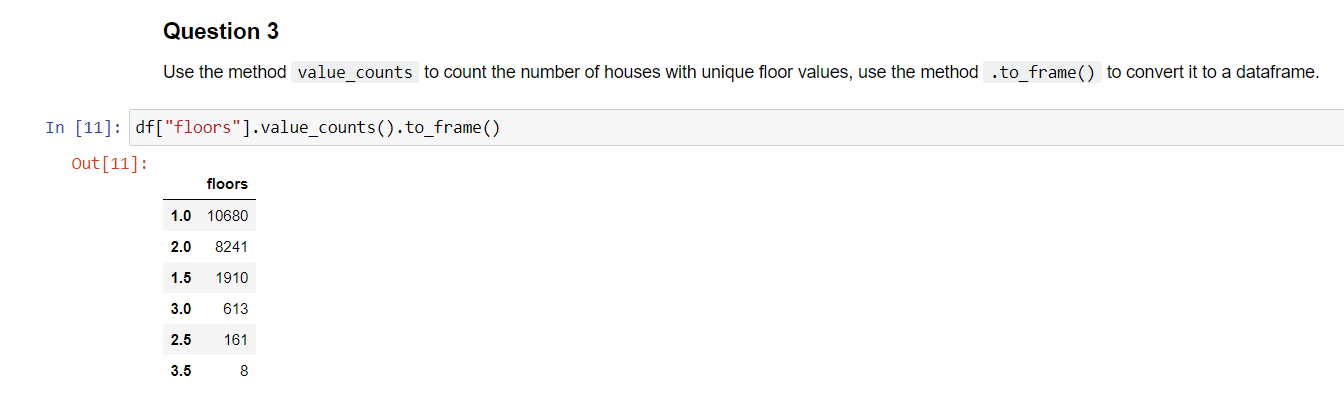 Question 3
Use the method value_counts to count the number of houses with unique floor values, use the method .to_frame() to convert it to a dataframe.
In [11]: df["floors"].value_counts().to_frame()
Out[11]:
floors
1.0 10680
2.0 8241
1.5 1910
3.0 613
2.5 161
3.5 8